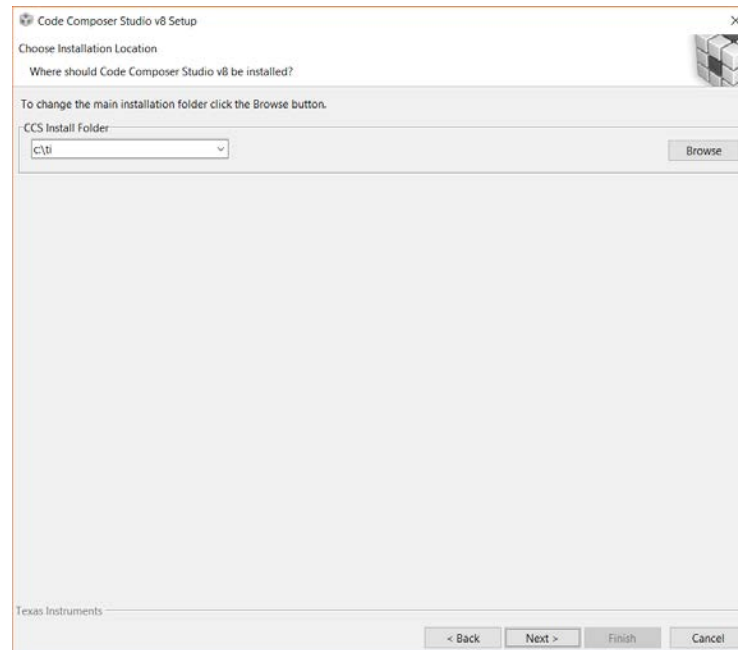 Code Composer Studio v8 Setup
Choose Installation Location
Where should Code Composer Studio v8 be installed?
To change the main installation folder click the Browse button.
CCS Install Folder
c:\ti
Browse
Texas Instruments
< Back Next > Finish Cancel